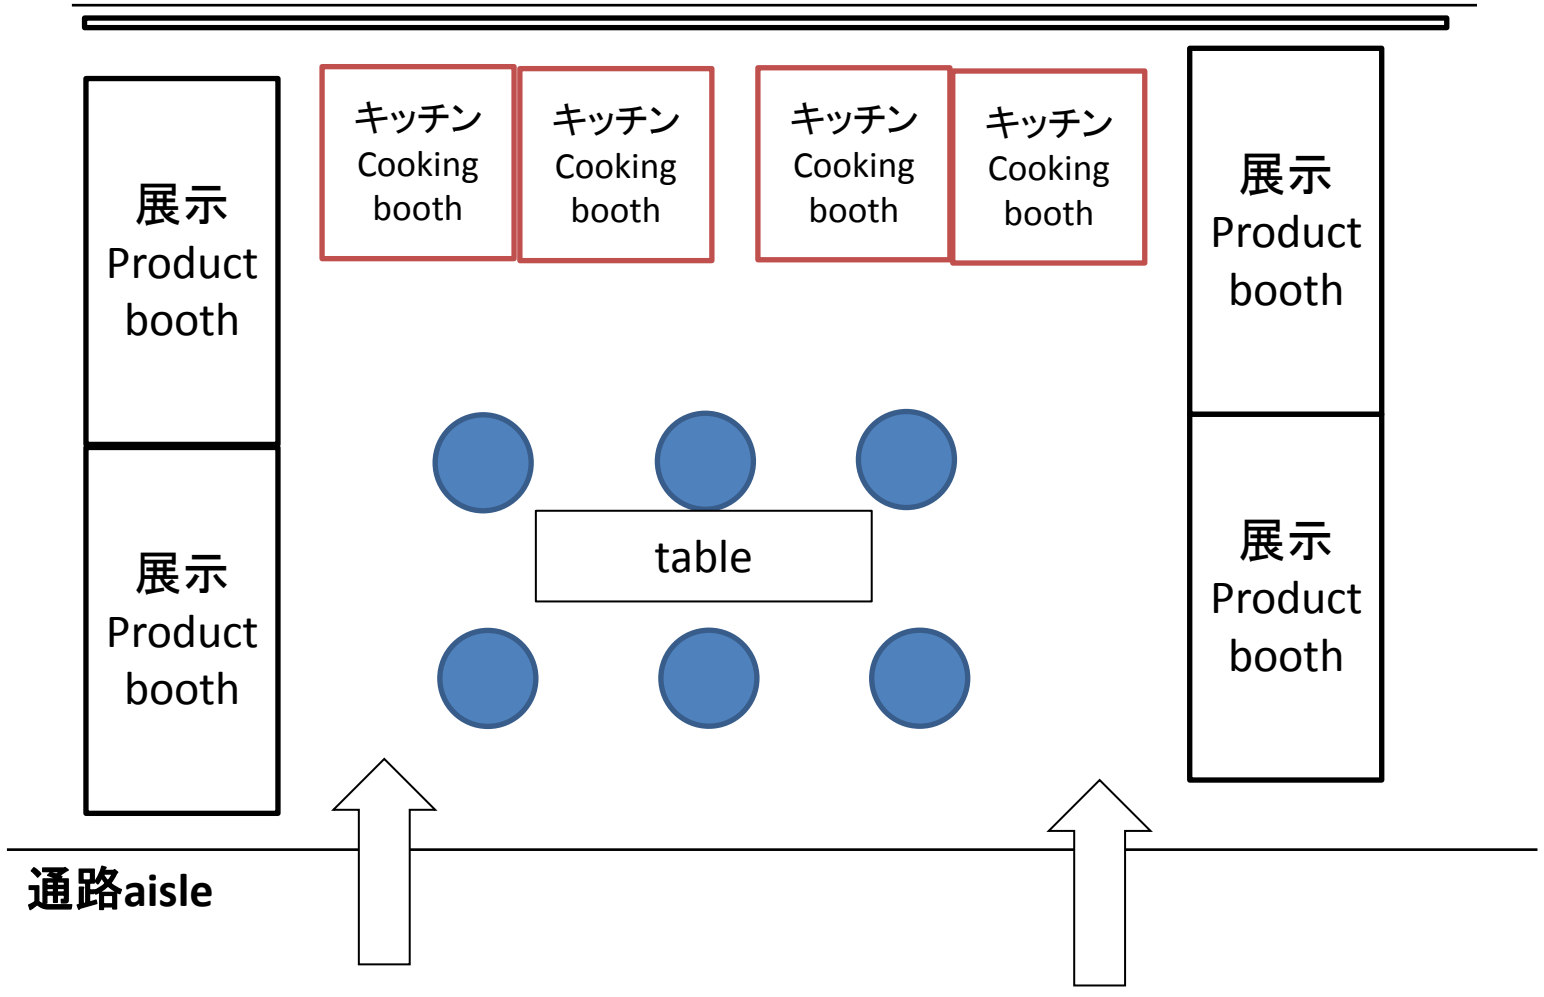 展示
Product
booth
キッチン
Cooking
booth
キッチン
Cooking
booth
キッチン
Cooking
booth
キッチン
Cooking
booth
展示
Product
booth
展示
Product
booth
table
展示
Product
booth
通路aisle